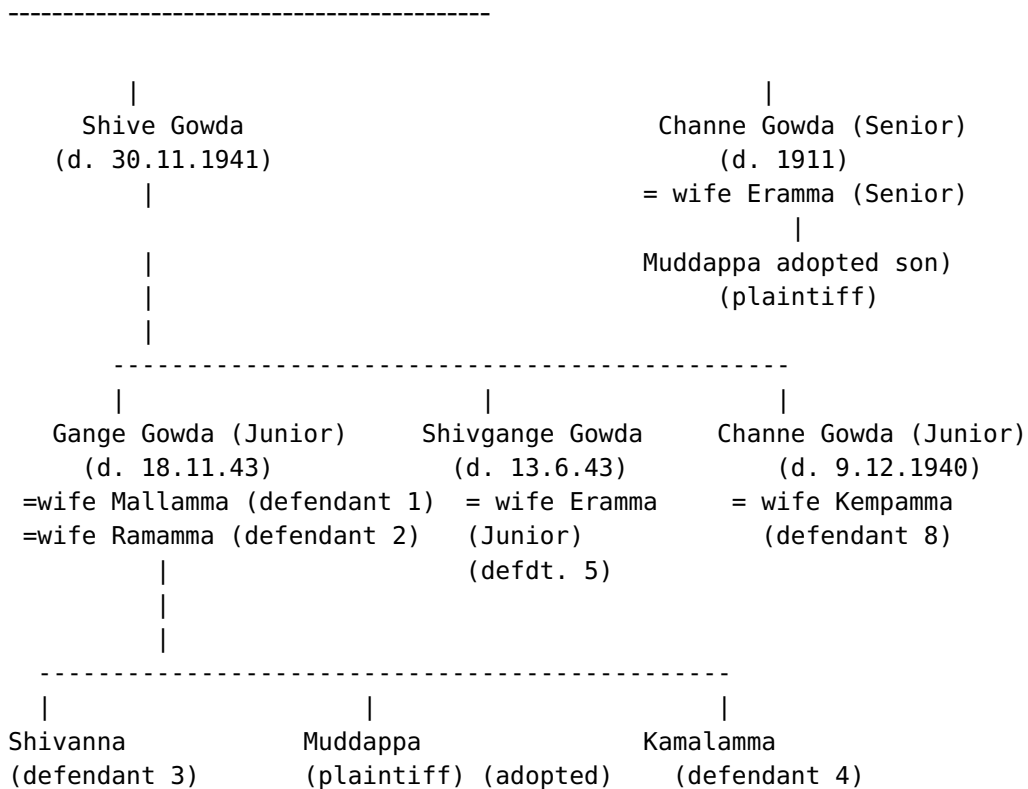 -----------------------------------------
| |
Shive Gowda Channe Gowda (Senior)
(d. 30.11.1941) (d. 1911)
| = wife Eramma (Senior)
|
| Muddappa adopted son)
| (plaintiff)
|
----------------------------------------------
| | |
Gange Gowda (Junior) Shivgange Gowda Channe Gowda (Junior)
(d. 18.11.43) (d. 13.6.43) (d. 9.12.1940)
=wife Mallamma (defendant 1) = wife Eramma = wife Kempamma
=wife Ramamma (defendant 2) (Junior) (defendant 8)
| (defdt. 5)
|
|
-----------------------------------------------
| | |
Shivanna Muddappa Kamalamma
(defendant 3) (plaintiff) (adopted) (defendant 4)